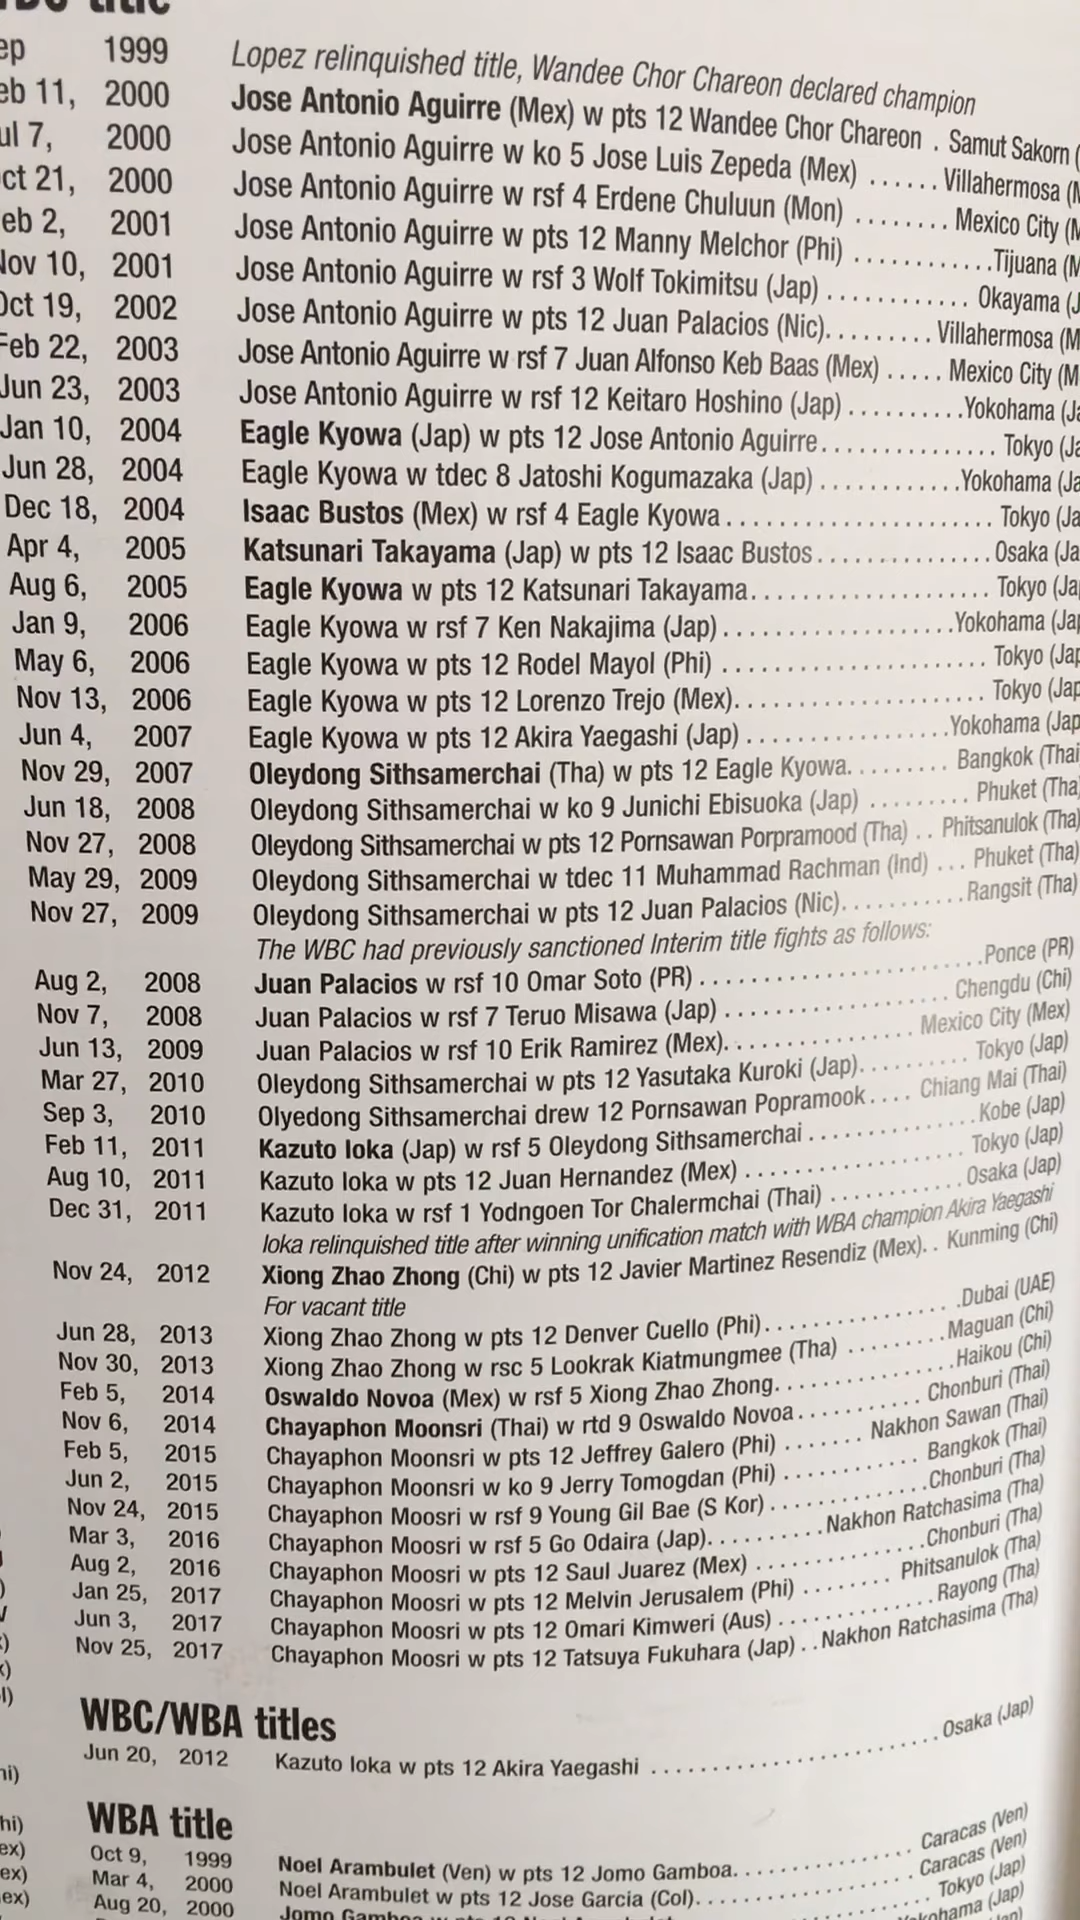 title
1999 Lopez relinquished title, Wandee Chor Chareon declared champion
eb 11, 2000 Jose Antonio Aguirre (Mex) w pts 12 Wandee Chor Chareon . Samut Sakorn (
ul 7, 2000 Jose Antonio Aguirre w ko 5 Jose Luis Zepeda (Mex) ...... Villahermosa (M
ct 21, 2000 Jose Antonio Aguirre w rsf 4 Erdene Chuluun (Mon) ........ Mexico City (M
eb 2, 2001 Jose Antonio Aguirre w pts 12 Manny Melchor (Phi) ............ Tijuana (M
Nov 10, 2001 Jose Antonio Aguirre w rsf 3 Wolf Tokimitsu (Jap) ............ Okayama (J
Oct 19, 2002 Jose Antonio Aguirre w pts 12 Juan Palacios (Nic)......... Villahermosa (M
Feb 22, 2003 Jose Antonio Aguirre w rsf 7 Juan Alfonso Keb Baas (Mex) ..... Mexico City (M
Jun 23, 2003 Jose Antonio Aguirre w rsf 12 Keitaro Hoshino (Jap) .......... Yokohama (Ja
Jan 10, 2004 Eagle Kyowa (Jap) w pts 12 Jose Antonio Aguirre............... Tokyo (Ja
Jun 28, 2004 Eagle Kyowa w tdec 8 Jatoshi Kogumazaka (Jap) ............ Yokohama (Ja
Dec 18, 2004 Isaac Bustos (Mex) w rsf 4 Eagle Kyowa ...................... Tokyo (Ja
Apr 4, 2005 Katsunari Takayama (Jap) w pts 12 Isaac Bustos .............. Osaka (Ja
Aug 6, 2005 Eagle Kyowa w pts 12 Katsunari Takayama.................... Tokyo (Ja
Jan 9, 2006 Eagle Kyowa w rsf 7 Ken Nakajima (Jap) ................... Yokohama (Jap
May 6, 2006 Eagle Kyowa w pts 12 Rodel Mayol (Phi) ...................... Tokyo (Jap
Nov 13, 2006 Eagle Kyowa w pts 12 Lorenzo Trejo (Mex)..................... Tokyo (Jap
Jun 4, 2007 Eagle Kyowa w pts 12 Akira Yaegashi (Jap) ................. Yokohama (Jap
Nov 29, 2007 Oleydong Sithsamerchai (Tha) w pts 12 Eagle Kyowa......... Bangkok (Thai
Jun 18, 2008 Oleydong Sithsamerchai w ko 9 Junichi Ebisuoka (Jap) ......... Phuket (Tha)
Nov 27, 2008 Oleydong Sithsamerchai w pts 12 Pornsawan Porpramood (Tha) .. Phitsanulok (Tha)
May 29, 2009 Oleydong Sithsamerchai w tdec 11 Muhammad Rachman (Ind) ... Phuket (Tha)
Nov 27, 2009 Oleydong Sithsamerchai w pts 12 Juan Palacios (Nic).......... Rangsit (Tha)
The WBC had previously sanctioned Interim title fights as follows:
Aug 2, 2008 Juan Palacios w rsf 10 Omar Soto (PR) ........................ Ponce (PR)
Nov 7, 2008 Juan Palacios w rsf 7 Teruo Misawa (Jap) ................... Chengdu (Chi)
Jun 13, 2009 Juan Palacios w rsf 10 Erik Ramirez (Mex)................ Mexico City (Mex)
Mar 27, 2010 Oleydong Sithsamerchai w pts 12 Yasutaka Kuroki (Jap).......... Tokyo (Jap)
Sep 3, 2010 Olyedong Sithsamerchai drew 12 Pornsawan Popramook .... Chiang Mai (Thai)
Feb 11, 2011 Kazuto Ioka (Jap) w rsf 5 Oleydong Sithsamerchai .............. Kobe (Jap)
Aug 10, 2011 Kazuto Ioka w pts 12 Juan Hernandez (Mex) .................. Tokyo (Jap)
Dec 31, 2011 Kazuto Ioka w rsf 1 Yodngoen Tor Chalermchai (Thai) ........... Osaka (Jap)
Ioka relinquished title after winning unification match with WBA champion Akira Yaegashi
Nov 24, 2012 Xiong Zhao Zhong (Chi) w pts 12 Javier Martinez Resendiz (Mex).. Kunming (Chi)
For vacant title
Jun 28, 2013 Xiong Zhao Zhong w pts 12 Denver Cuello (Phi)................. Dubai (UAE)
Nov 30, 2013 Xiong Zhao Zhong w rsc 5 Lookrak Kiatmungmee (Tha) ........ Maguan (Chi)
Feb 5, 2014 Oswaldo Novoa (Mex) w rsf 5 Xiong Zhao Zhong............... Haikou (Chi)
Nov 6, 2014 Chayaphon Moonsri (Thai) w rtd 9 Oswaldo Novoa .......... Chonburi (Thai)
Feb 5, 2015 Chayaphon Moonsri w pts 12 Jeffrey Galero (Phi) ....... Nakhon Sawan (Thai)
Jun 2, 2015 Chayaphon Moonsri w ko 9 Jerry Tomogdan (Phi) ............ Bangkok (Thai)
Nov 24, 2015 Chayaphon Moosri w rsf 9 Young Gil Bae (S Kor) .............. Chonburi (Tha)
Mar 3, 2016 Chayaphon Moosri w rsf 5 Go Odaira (Jap)......... Nakhon Ratchasima (Tha)
Aug 2, 2016 Chayaphon Moosri w pts 12 Saul Juarez (Mex) ............... Chonburi (Tha)
Jan 25, 2017 Chayaphon Moosri w pts 12 Melvin Jerusalem (Phi) ........ Phitsanulok (Tha)
Jun 3, 2017 Chayaphon Moosri w pts 12 Omari Kimweri (Aus) ............. Rayong (Tha)
Nov 25, 2017 Chayaphon Moosri w pts 12 Tatsuya Fukuhara (Jap) .. Nakhon Ratchasima (Tha)
WBC/WBA titles
Jun 20, 2012 Kazuto Ioka w pts 12 Akira Yaegashi ......................... Osaka (Jap)
WBA title
Oct 9, 1999 Noel Arambulet (Ven) w pts 12 Jomo Gamboa................ Caracas (Ven)
Mar 4, 2000 Noel Arambulet w pts 12 Jose Garcia (Col)................... Caracas (Ven)
Aug 20, 2000 Jomo Gamboa w pts 12 Noel Tokyo (Jap)